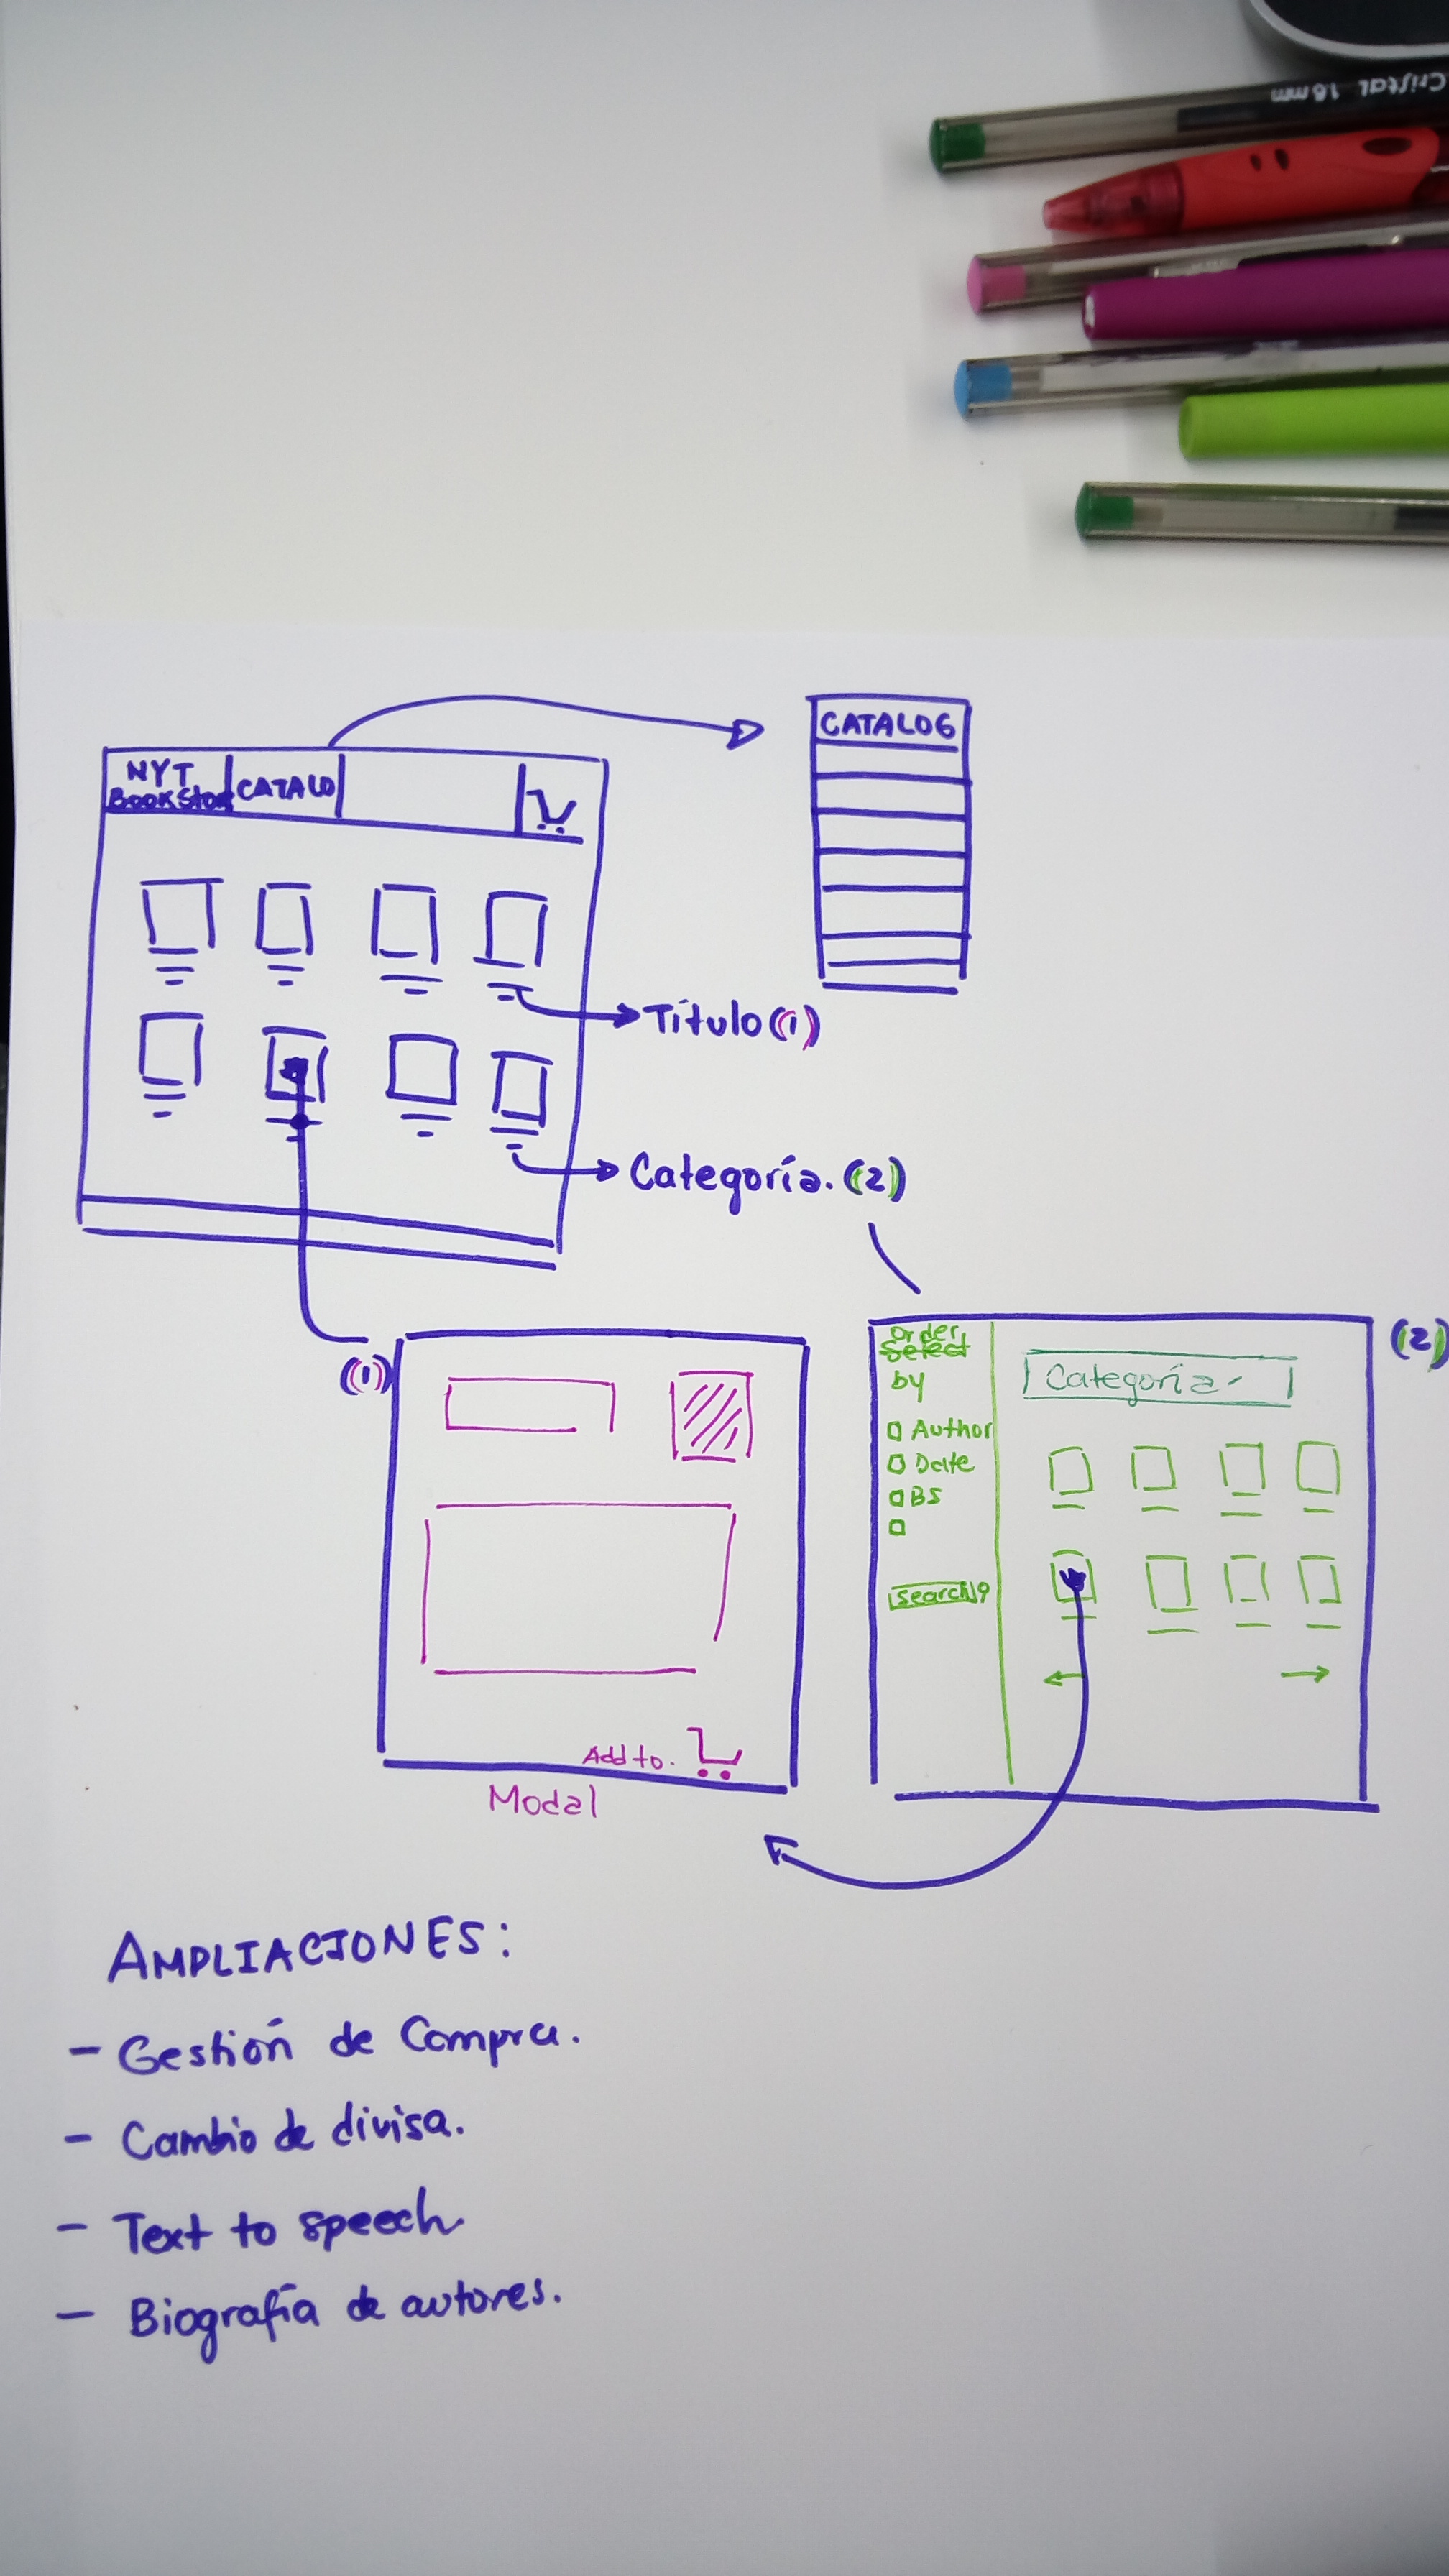 Cristal 1.6mm
NYT
BookStor
CATALO
CATALOG
Título (1)
Categoría. (2)
(1)
Add to.
Modal
(2)
Order
Select
by
Author
Date
BS
search
Categoría
AMPLIACIONES:
- Gestión de Compra.
- Cambio de divisa.
- Text to speech
- Biografía de autores.